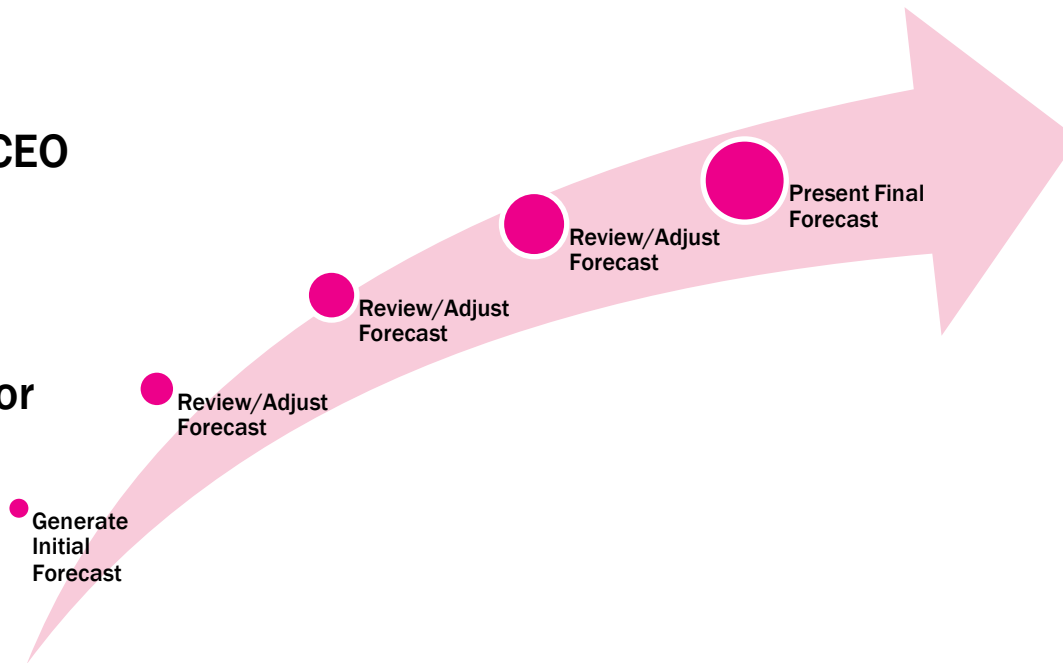 CEO
Present Final
Forecast
Review/Adjust
Forecast
Review/Adjust
Forecast
or
Review/Adjust
Forecast
Generate
Initial
Forecast